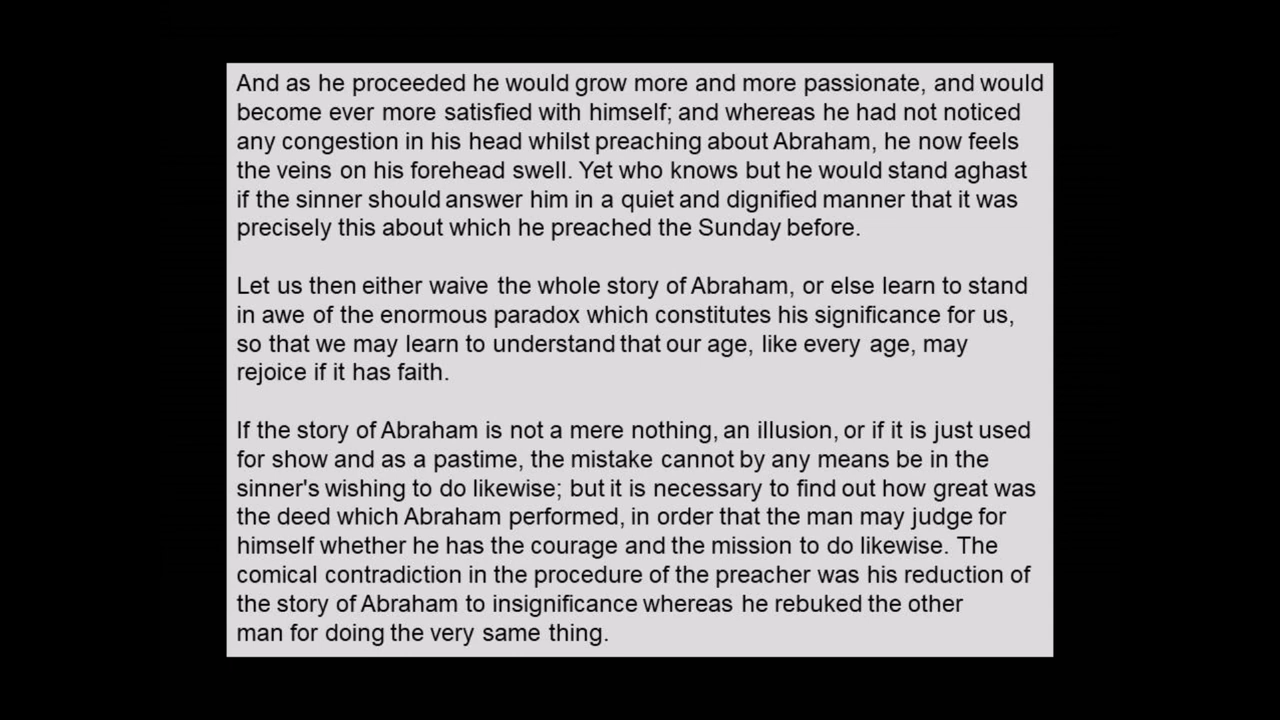 And as he proceeded he would grow more and more passionate, and would
become ever more satisfied with himself; and whereas he had not noticed
any congestion in his head whilst preaching about Abraham, he now feels
the veins on his forehead swell. Yet who knows but he would stand aghast
if the sinner should answer him in a quiet and dignified manner that it was
precisely this about which he preached the Sunday before.
Let us then either waive the whole story of Abraham, or else learn to stand
in awe of the enormous paradox which constitutes his significance for us,
so that we may learn to understand that our age, like every age, may
rejoice if it has faith.
If the story of Abraham is not a mere nothing, an illusion, or if it is just used
for show and as a pastime, the mistake cannot by any means be in the
sinner's wishing to do likewise; but it is necessary to find out how great was
the deed which Abraham performed, in order that the man may judge for
himself whether he has the courage and the mission to do likewise. The
comical contradiction in the procedure of the preacher was his reduction of
the story of Abraham to insignificance whereas he rebuked the other
man for doing the very same thing.